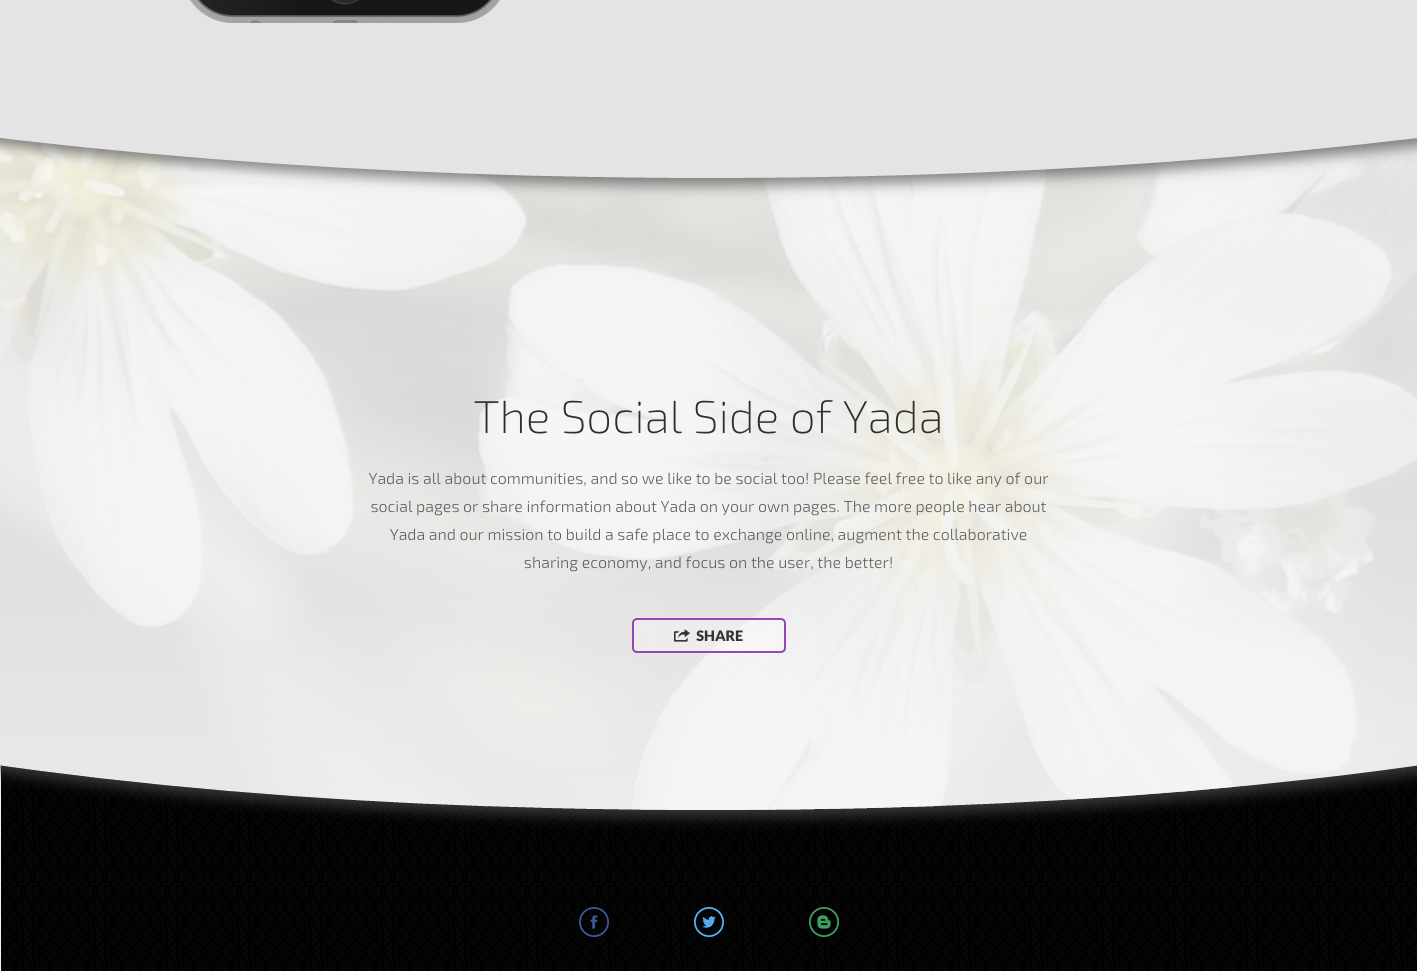 The Social Side of Yada
Yada is all about communities, and so we like to be social too! Please feel free to like any of our
social pages or share information about Yada on your own pages. The more people hear about
Yada and our mission to build a safe place to exchange online, augment the collaborative
sharing economy, and focus on the user, the better!
SHARE